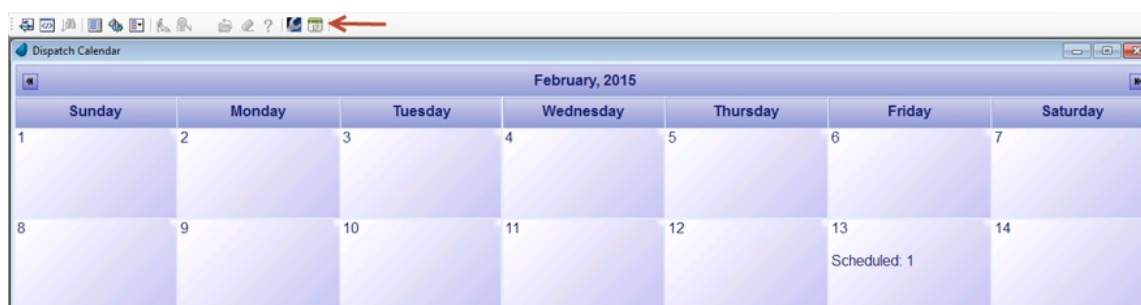 Dispatch Calendar
February, 2015
Sunday Monday Tuesday Wednesday Thursday Friday Saturday
1 2 3 4 5 6 7
8 9 10 11 12 13 14
Scheduled: 1